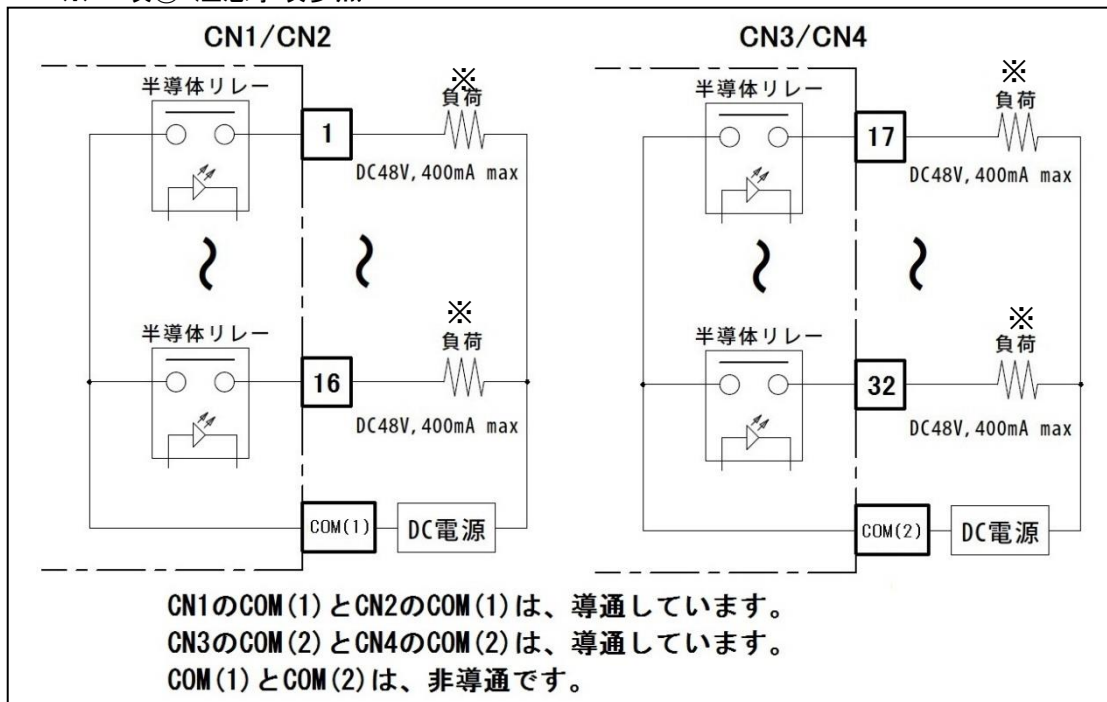 CN1/CN2
半導体リレー
※
負荷
1
DC48V,400mA max
半導体リレー
※
負荷
16
DC48V,400mA max
COM(1)
DC電源
CN3/CN4
半導体リレー
※
負荷
17
DC48V,400mA max
半導体リレー
※
負荷
32
DC48V,400mA max
COM(2)
DC電源
CN1のCOM(1)とCN2のCOM(1)は、導通しています。
CN3のCOM(2)とCN4のCOM(2)は、導通しています。
COM(1)とCOM(2)は、非導通です。